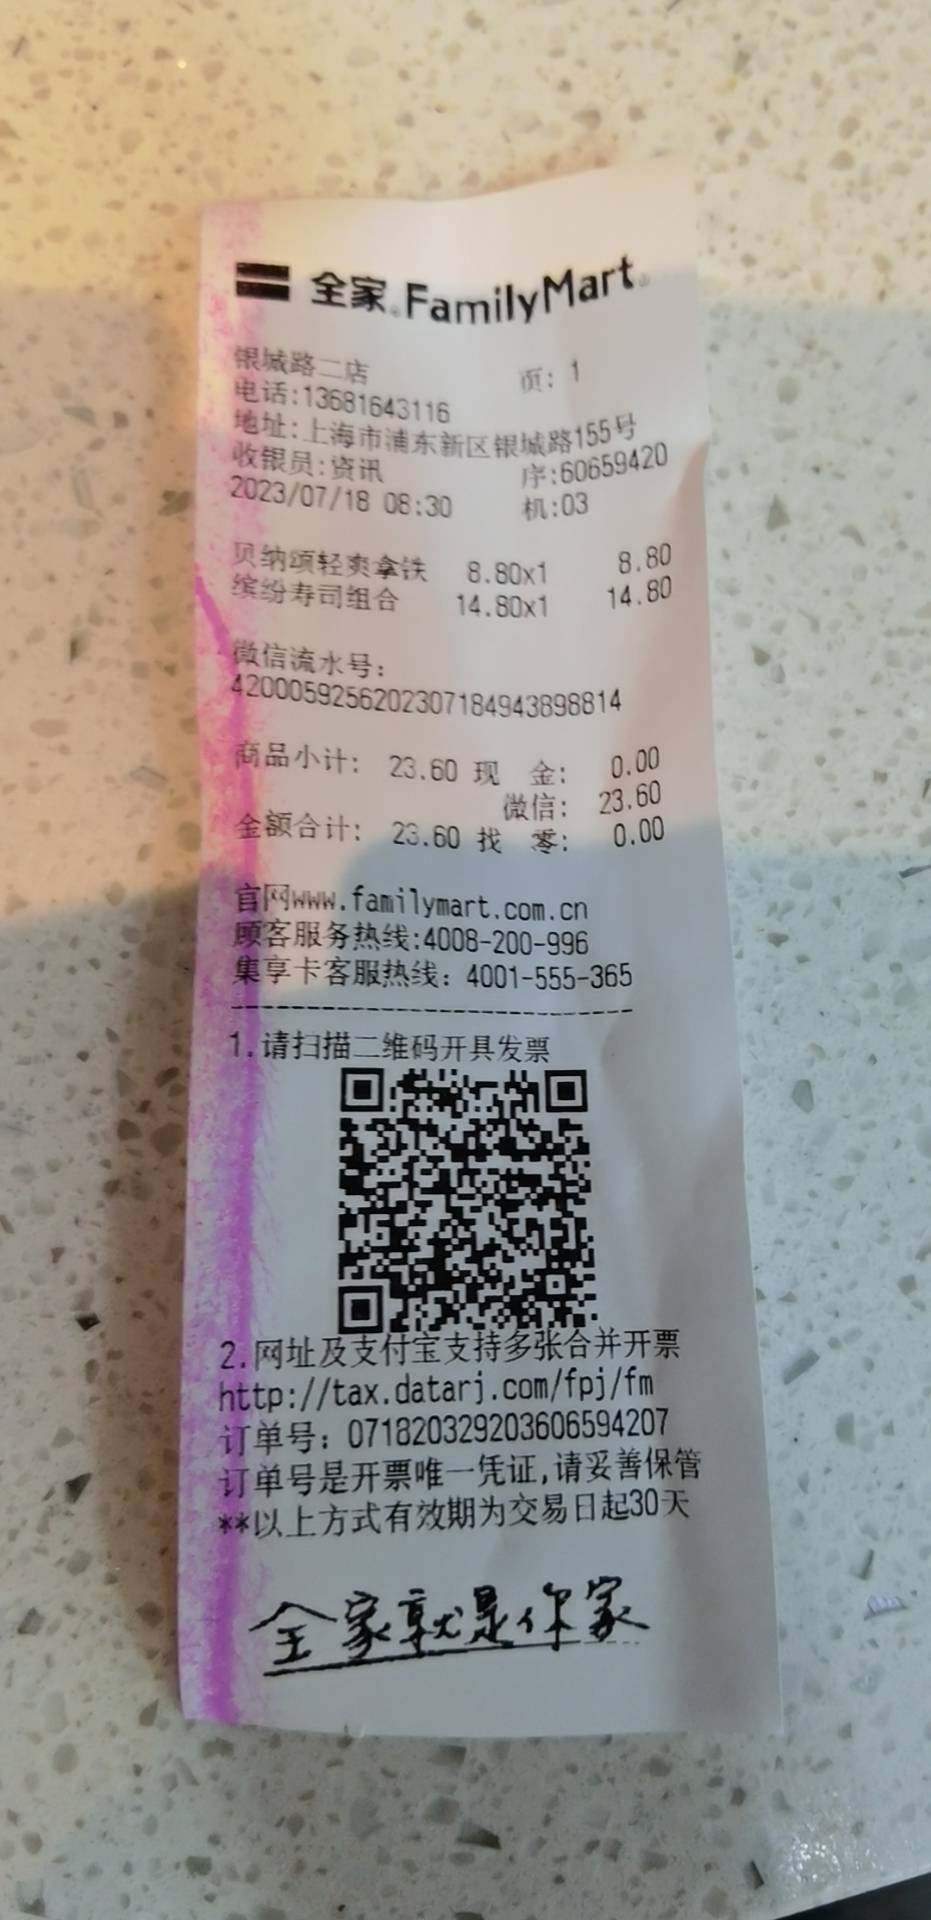 全家 FamilyMart
银城路二店 页: 1
电话:13681643116
地址:上海市浦东新区银城路155号
收银员:资讯 序:60659420
2023/07/18 08:30 机:03
贝纳颂轻爽拿铁 8.80x1 8.80
缤纷寿司组合 14.80x1 14.80
微信流水号:
4200059256202307184943898814
商品小计: 23.60 现 金: 0.00
微信: 23.60
金额合计: 23.60 找 零: 0.00
官网www.familymart.com.cn
顾客服务热线:4008-200-996
集享卡客服热线: 4001-555-365
1.请扫描二维码开具发票
2.网址及支付宝支持多张合并开票
http://tax.datarj.com/fpj/fm
订单号: 071820329203606594207
订单号是开票唯一凭证,请妥善保管
**以上方式有效期为交易日起30天
全家就是你家